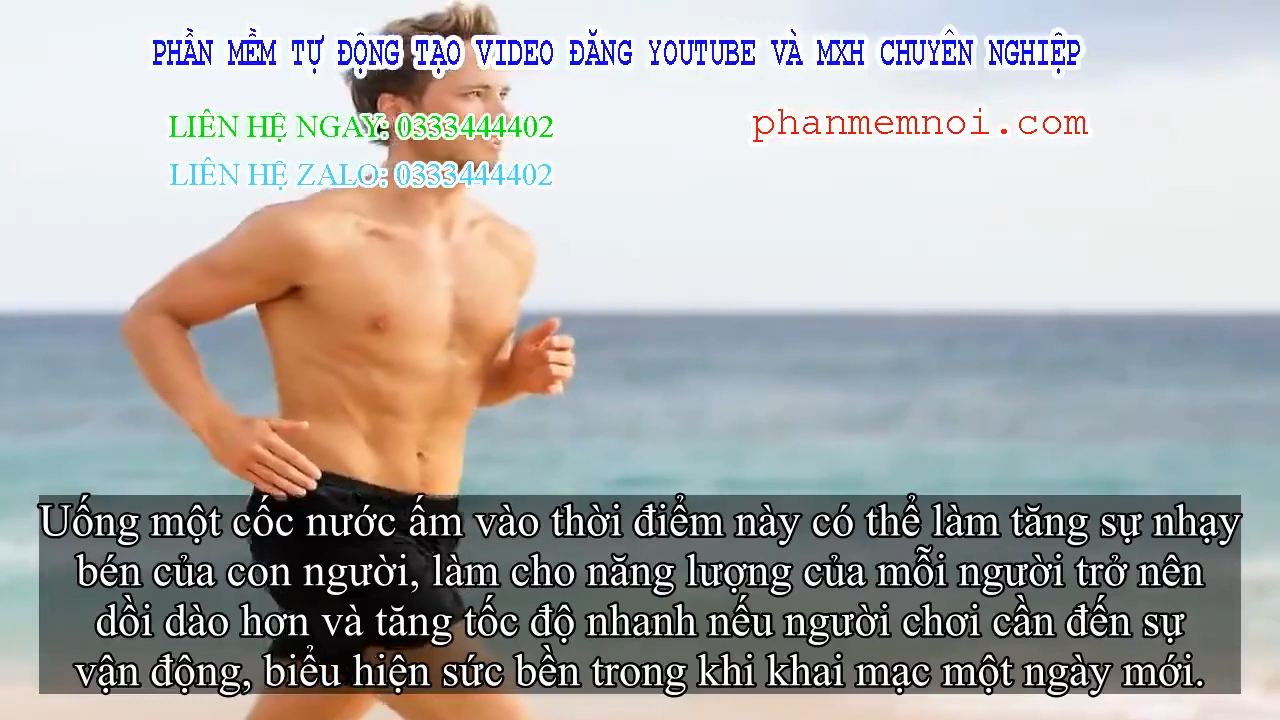 PHẦN MỀM TỰ ĐỘNG TẠO VIDEO ĐĂNG YOUTUBE VÀ MXH CHUYÊN NGHIỆP
LIÊN HỆ NGAY: 0333444402
phanmemnoi.com
LIÊN HỆ ZALO: 0333444402
Uống một cốc nước ấm vào thời điểm này có thể làm tăng sự nhạy
bén của con người, làm cho năng lượng của mỗi người trở nên
dồi dào hơn và tăng tốc độ nhanh nếu người chơi cần đến sự
vận động, biểu hiện sức bền trong khi khai mạc một ngày mới.